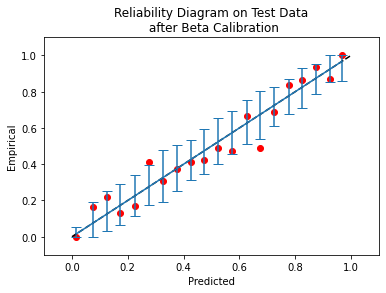 Reliability Diagram on Test Data
after Beta Calibration
Empirical
1.0
0.8
0.6
0.4
0.2
0.0
0.0 0.2 0.4 0.6 0.8 1.0
Predicted